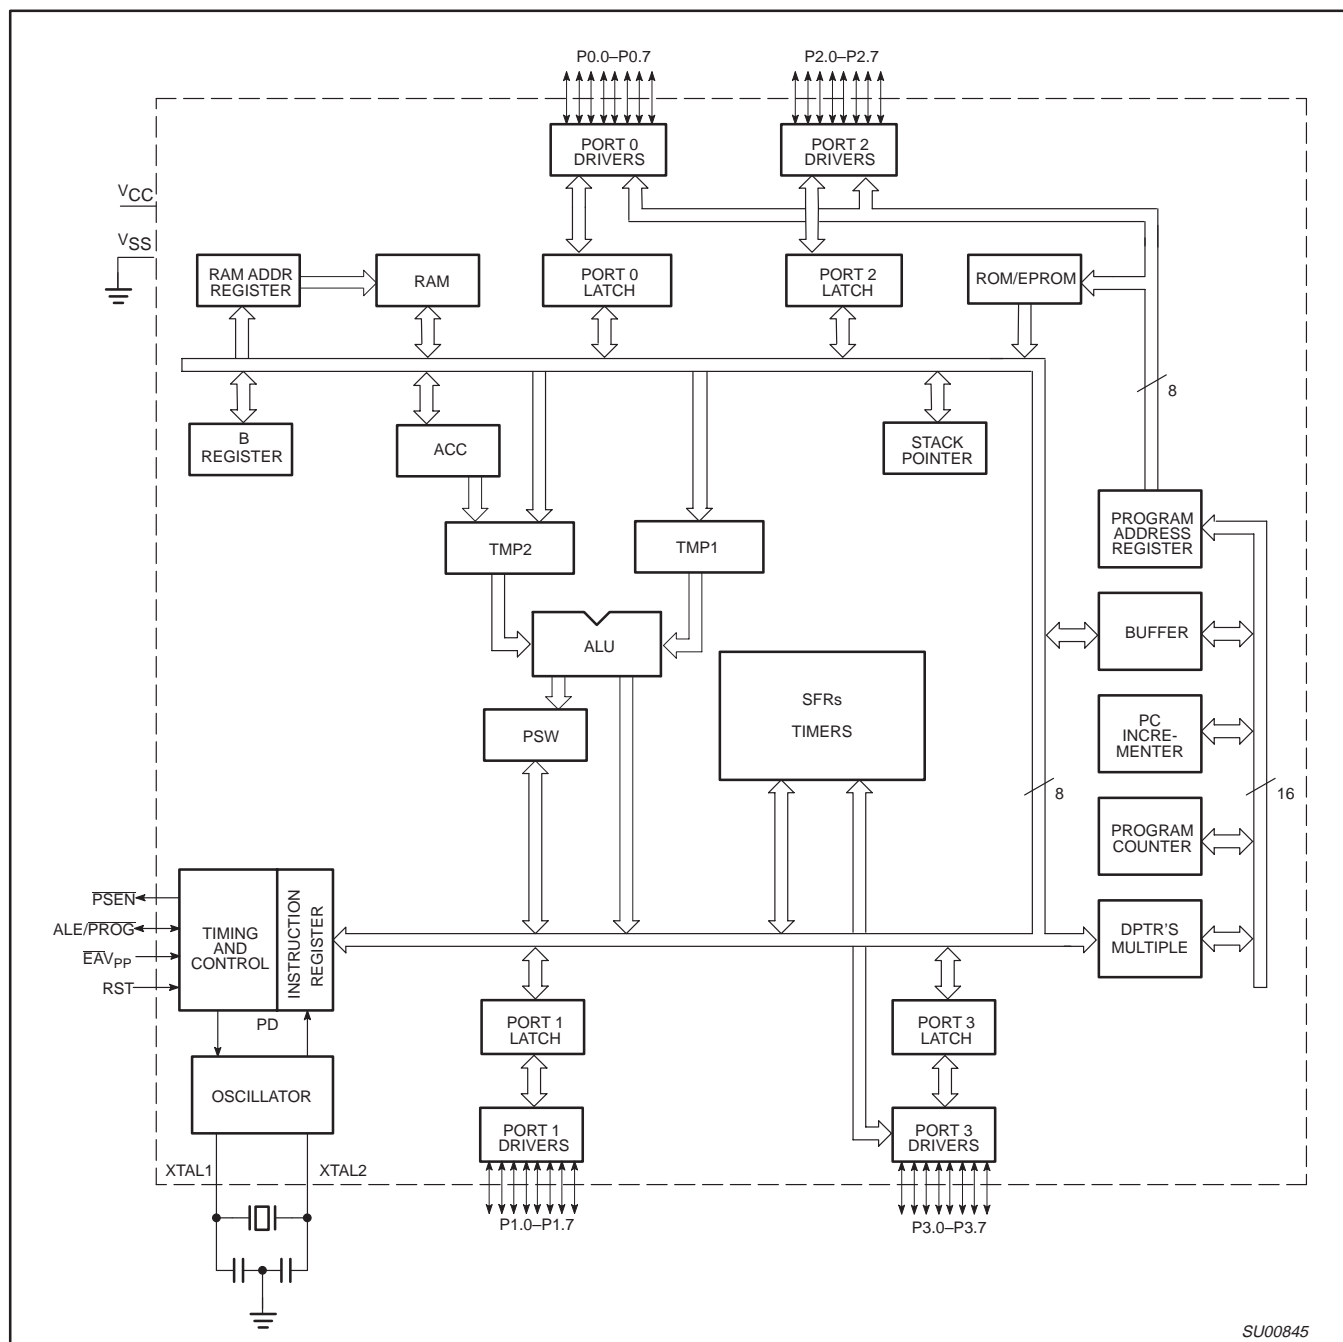 P0.0–P0.7
P2.0–P2.7
PORT 0
DRIVERS
PORT 2
DRIVERS
VCC
VSS
RAM ADDR
REGISTER
RAM
PORT 0
LATCH
PORT 2
LATCH
ROM/EPROM
8
B
REGISTER
ACC
STACK
POINTER
PROGRAM
ADDRESS
REGISTER
TMP2
TMP1
BUFFER
ALU
SFRs
TIMERS
PSW
PC
INCRE-
MENTER
8
16
PROGRAM
COUNTER
PSEN
ALE/PROG
EAVPP
RST
TIMING
AND
CONTROL
INSTRUCTION
REGISTER
DPTR'S
MULTIPLE
PD
PORT 1
LATCH
PORT 3
LATCH
OSCILLATOR
PORT 1
DRIVERS
PORT 3
DRIVERS
XTAL1
XTAL2
P1.0–P1.7
P3.0–P3.7
SU00845